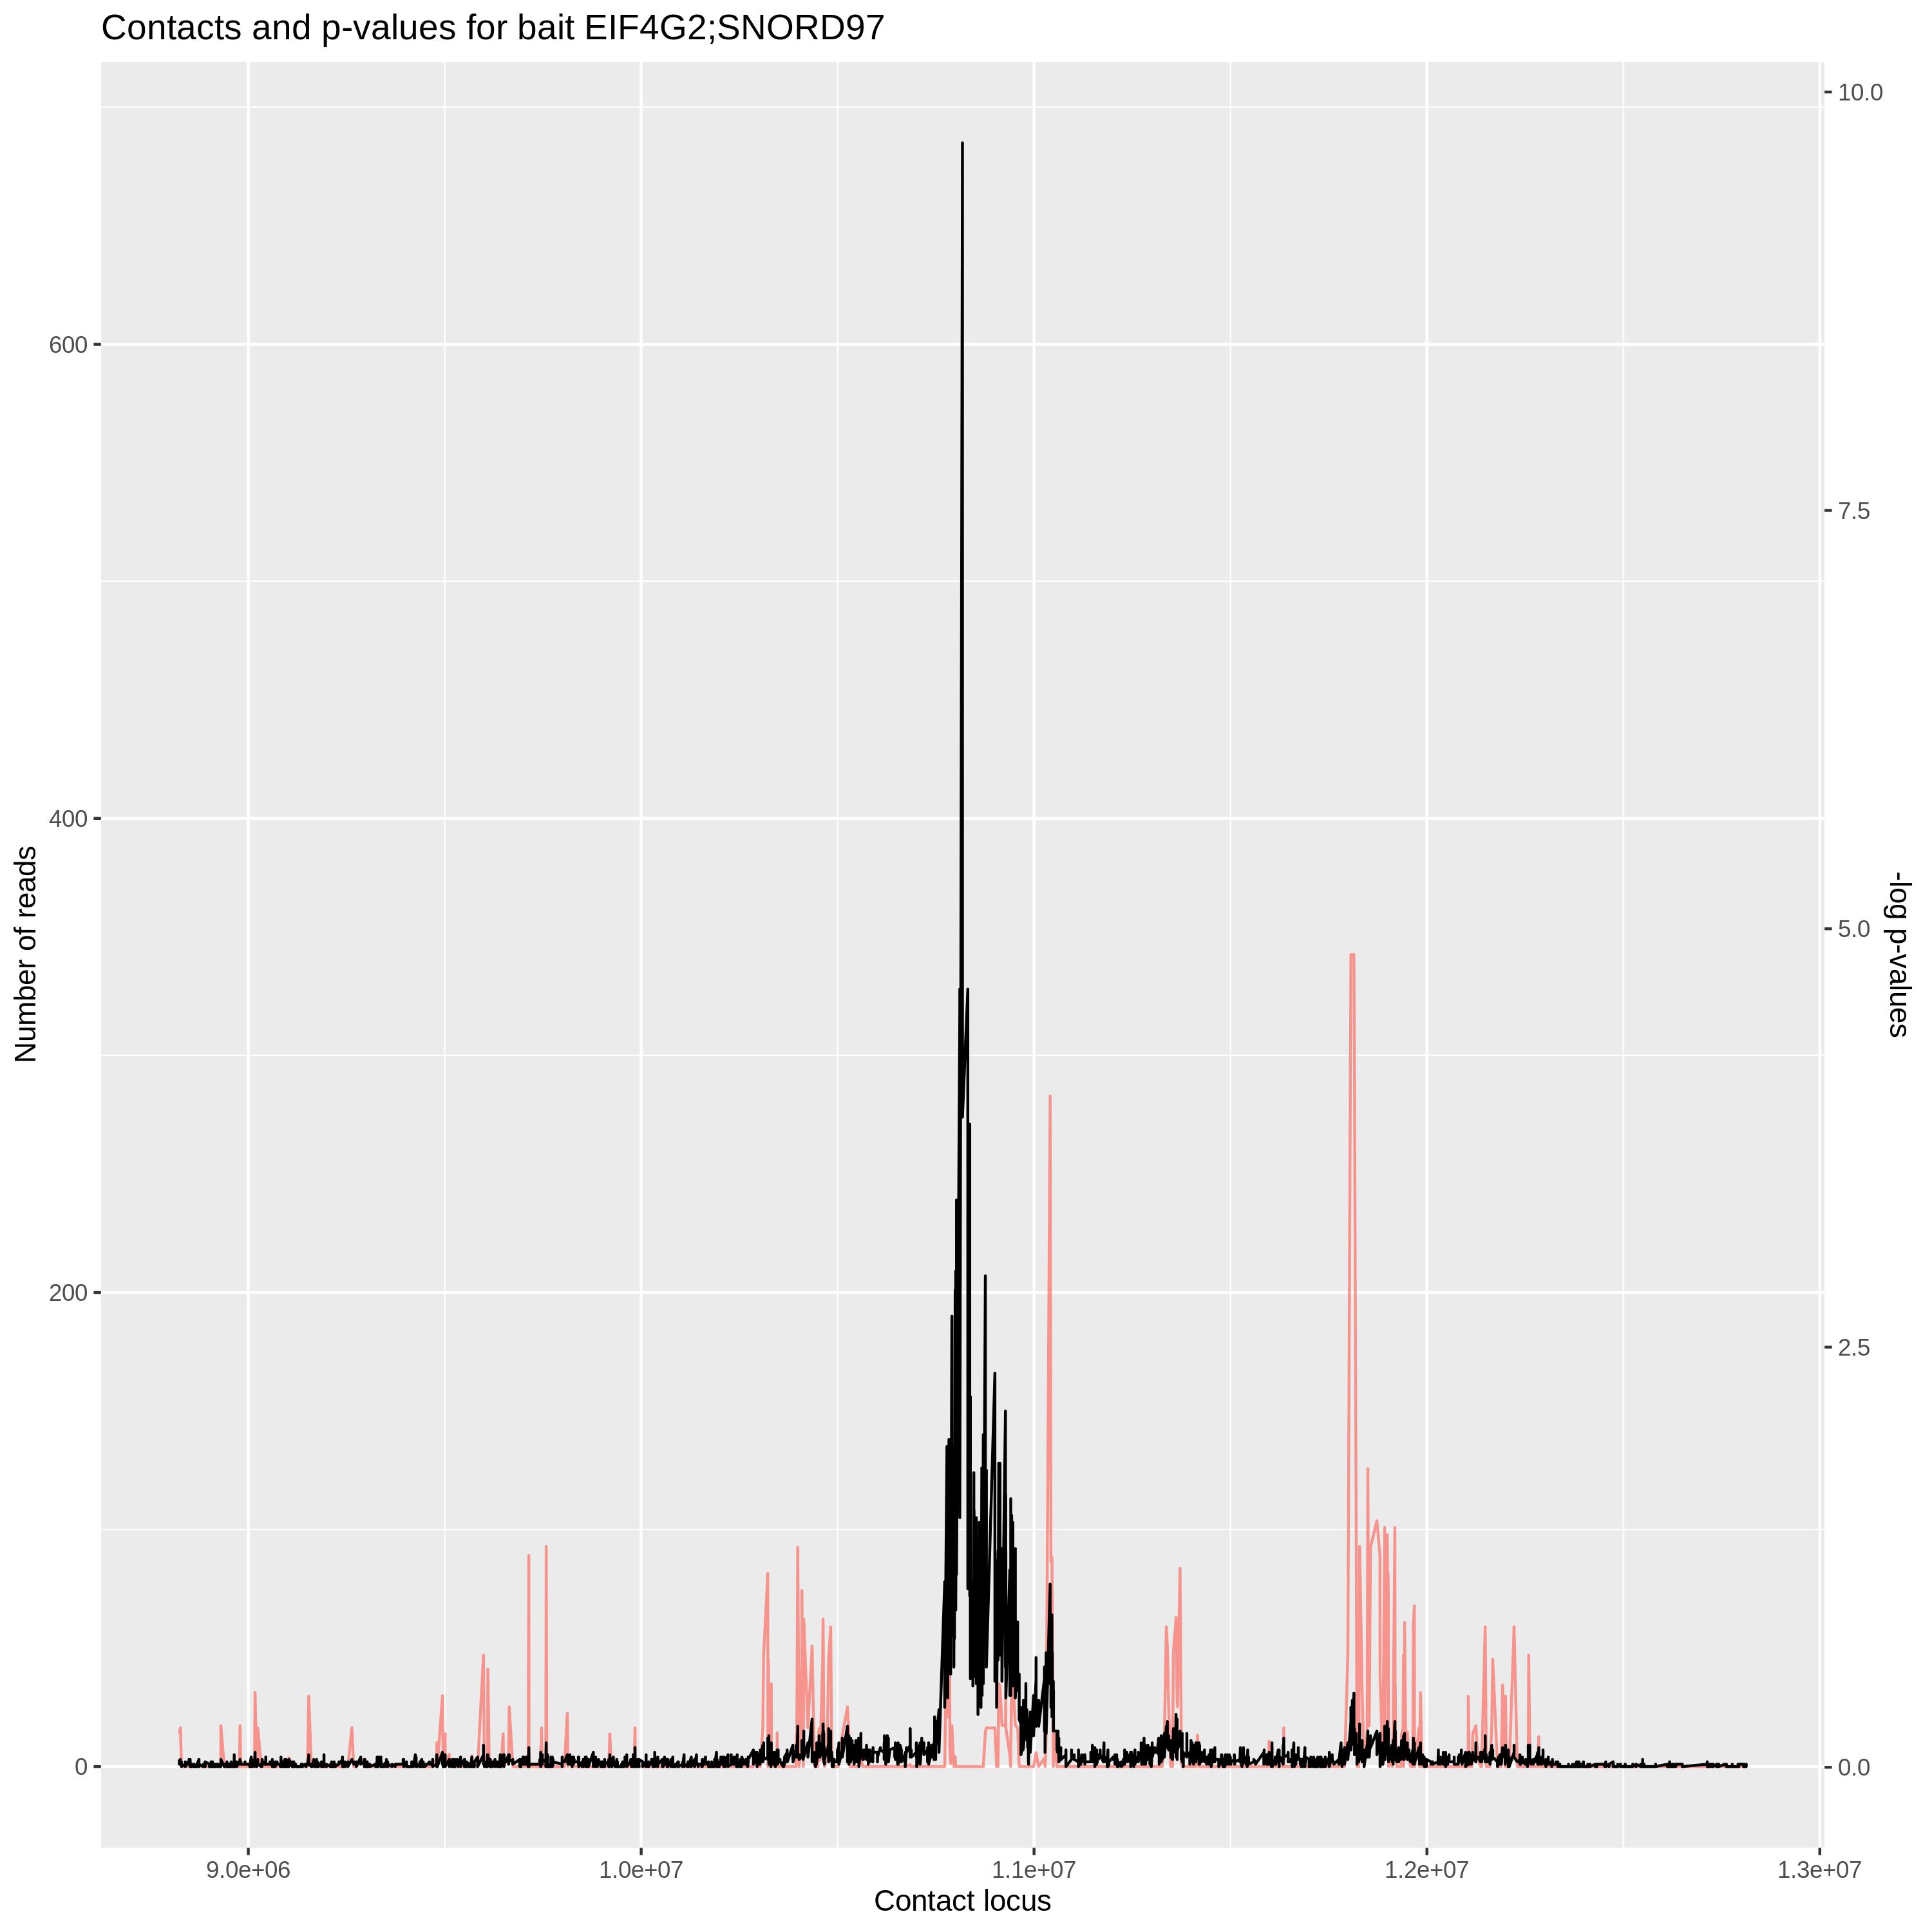 Contacts and p-values for bait EIF4G2;SNORD97
Number of reads
600
400
200
0
10.0
7.5
5.0
2.5
0.0
-log p-values
9.0e+06
1.0e+07
1.1e+07
1.2e+07
1.3e+07
Contact locus